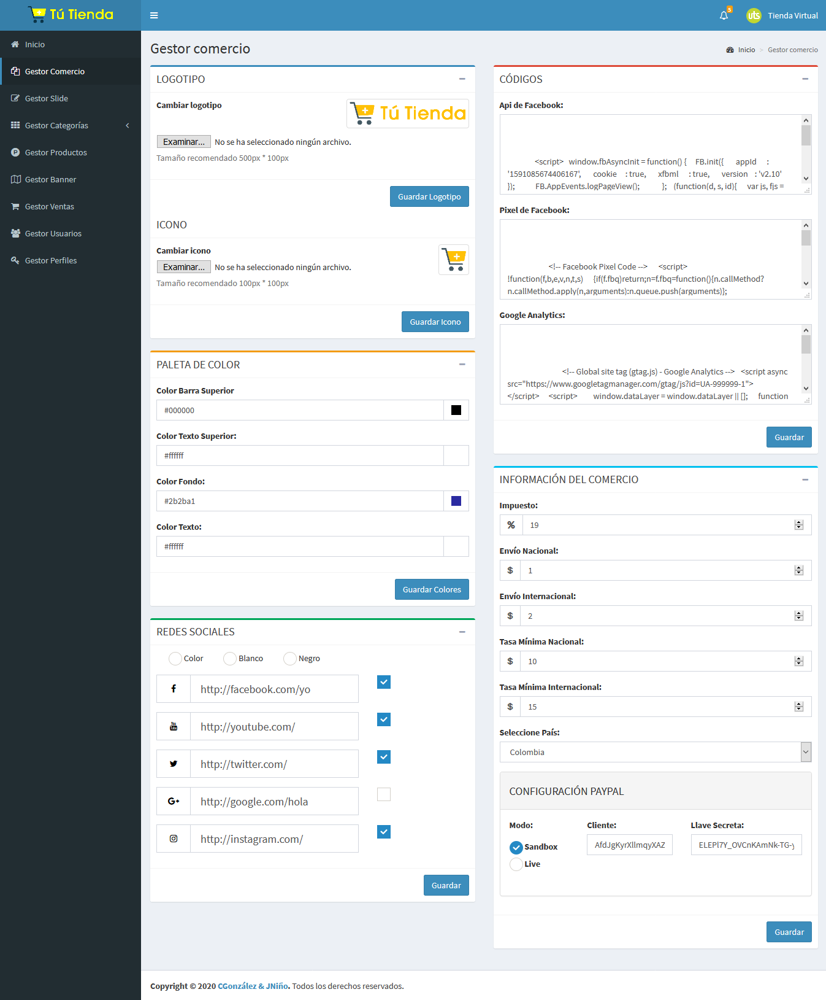 Tú Tienda
5
uts
Tienda Virtual
Inicio
Gestor Comercio
Gestor Slide
Gestor Categorías
Gestor Productos
Gestor Banner
Gestor Ventas
Gestor Usuarios
Gestor Perfiles
Gestor comercio
Inicio > Gestor comercio
LOGOTIPO
Cambiar logotipo
Tú Tienda
Examinar... No se ha seleccionado ningún archivo.
Tamaño recomendado 500px * 100px
Guardar Logotipo
ICONO
Cambiar icono
Examinar... No se ha seleccionado ningún archivo.
Tamaño recomendado 100px * 100px
Guardar Icono
PALETA DE COLOR
Color Barra Superior
#000000
Color Texto Superior:
#ffffff
Color Fondo:
#2b2ba1
Color Texto:
#ffffff
Guardar Colores
REDES SOCIALES
Color Blanco Negro
http://facebook.com/yo
You Tube http://youtube.com/
http://twitter.com/
G+ http://google.com/hola
http://instagram.com/
Guardar
CÓDIGOS
Api de Facebook:
<script> window.fbAsyncInit = function() { FB.init({ appId :
'1591085674406167', cookie : true, xfbml : true, version : 'v2.10'
}); FB.AppEvents.logPageView(); }; (function(d, s, id){ var js, fjs =
Pixel de Facebook:
<!-- Facebook Pixel Code --> <script>
!function(f,b,e,v,n,t,s) {if(f.fbq)return;n=f.fbq=function(){n.callMethod?
n.callMethod.apply(n,arguments):n.queue.push(arguments)};
Google Analytics:
<!-- Global site tag (gtag.js) - Google Analytics --> <script async
src="https://www.googletagmanager.com/gtag/js?id=UA-999999-1">
</script> <script> window.dataLayer = window.dataLayer || []; function
Guardar
INFORMACIÓN DEL COMERCIO
Impuesto:
% 19
Envío Nacional:
$ 1
Envío Internacional:
$ 2
Tasa Mínima Nacional:
$ 10
Tasa Mínima Internacional:
$ 15
Seleccione País:
Colombia
CONFIGURACIÓN PAYPAL
Modo: Cliente: Llave Secreta:
Sandbox AfdJgKyrXllmqyXAZ ELEPl7Y_OVCnKAmNk-TG-y
Live
Guardar
Copyright © 2020 CGonzález & JNiño. Todos los derechos reservados.